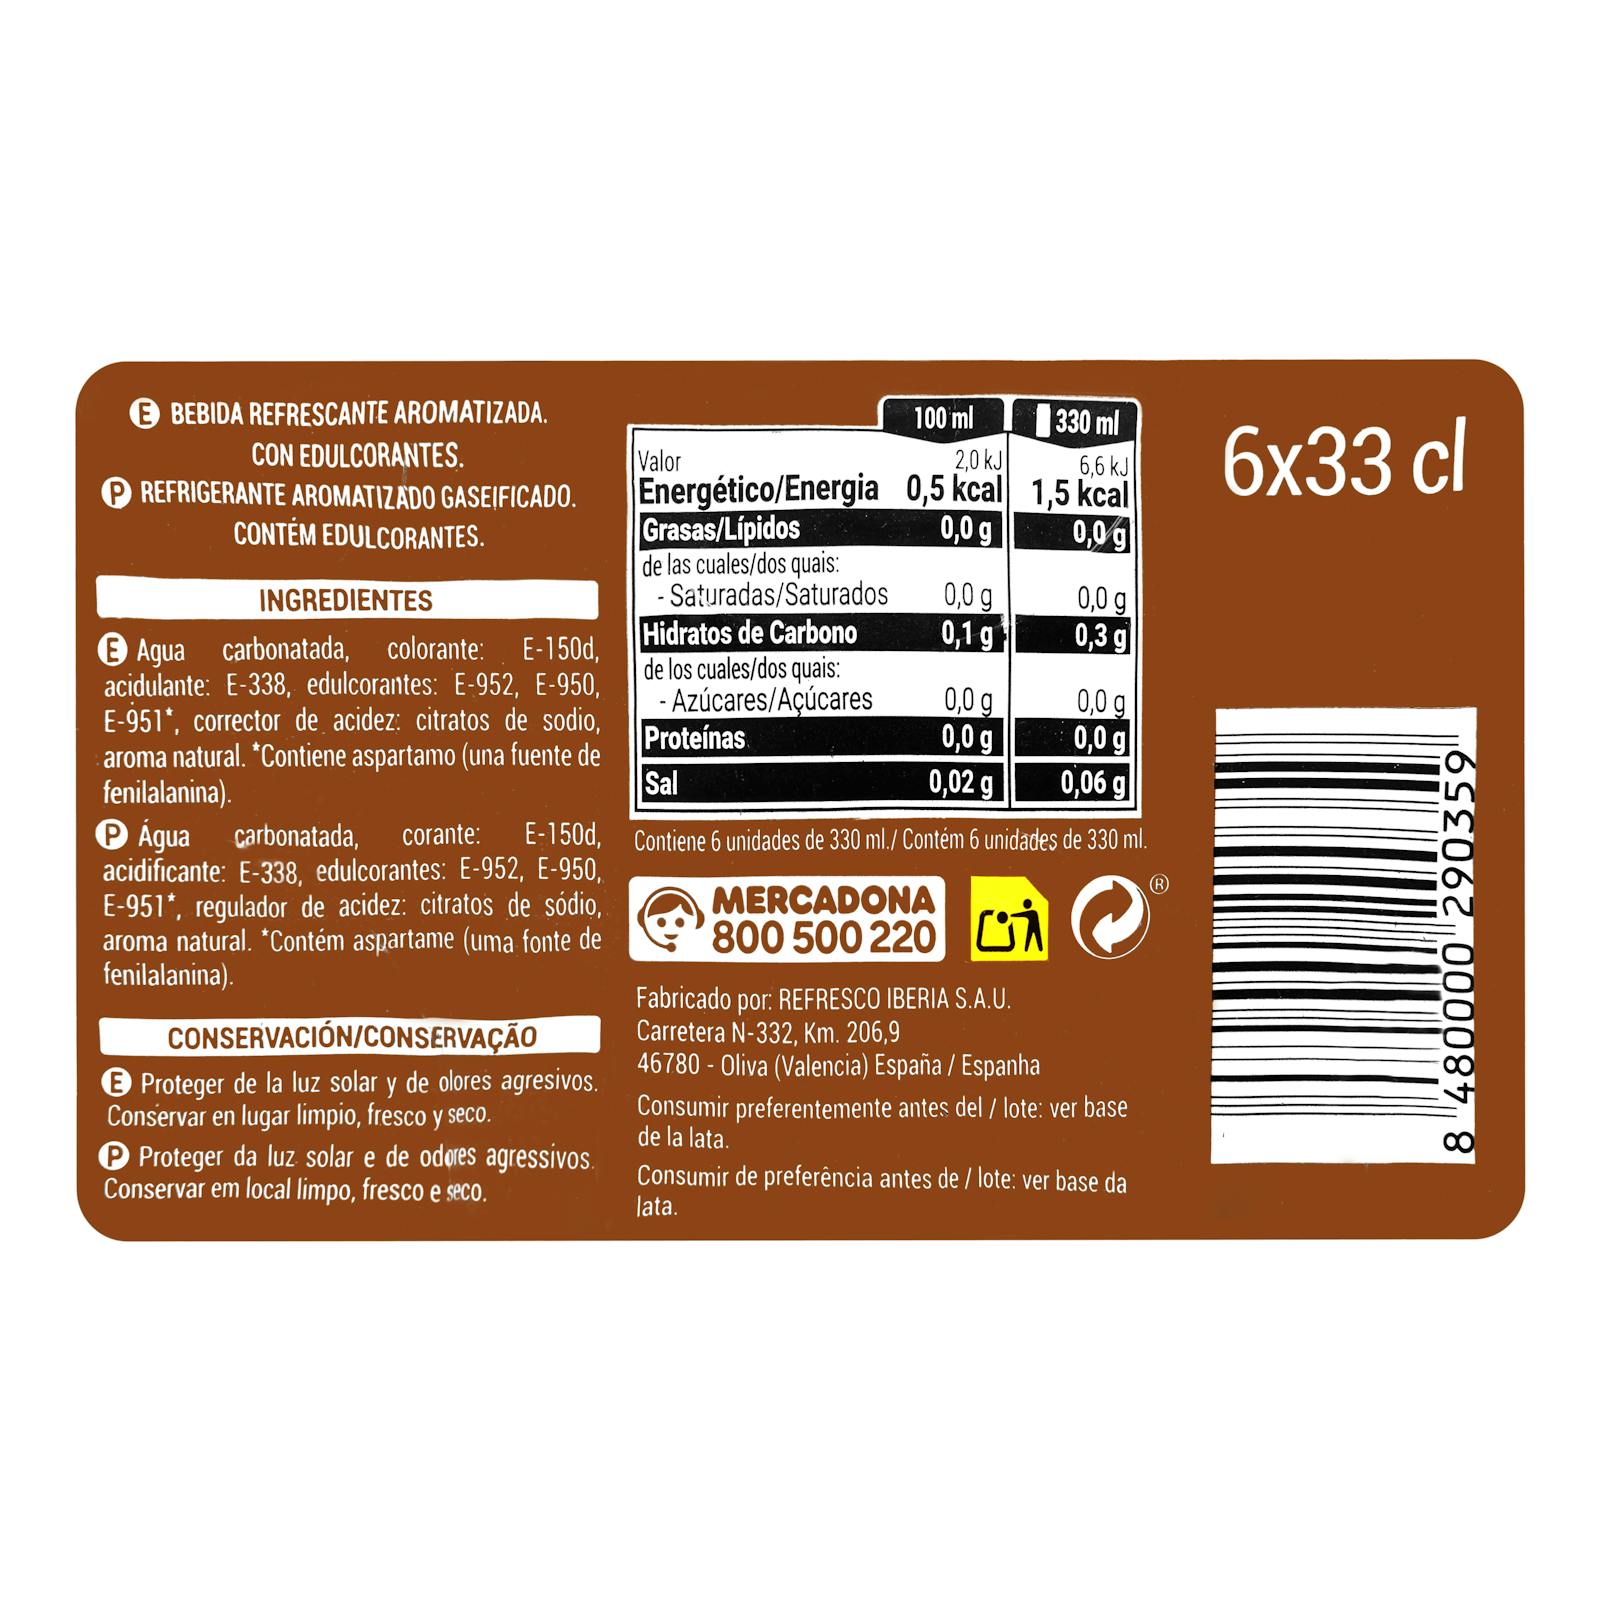 E BEBIDA REFRESCANTE AROMATIZADA.
CON EDULCORANTES.
P REFRIGERANTE AROMATIZADO GASEIFICADO.
CONTÉM EDULCORANTES.
INGREDIENTES
E Agua carbonatada, colorante: E-150d,
acidulante: E-338, edulcorantes: E-952, E-950,
E-951*, corrector de acidez: citratos de sodio,
aroma natural. *Contiene aspartamo (una fuente de
fenilalanina).
P Água carbonatada, corante: E-150d,
acidificante: E-338, edulcorantes: E-952, E-950,
E-951*, regulador de acidez: citratos de sódio,
aroma natural. *Contém aspartame (uma fonte de
fenilalanina).
CONSERVACIÓN/CONSERVAÇÃO
E Proteger de la luz solar y de olores agresivos.
Conservar en lugar limpio, fresco y seco.
P Proteger da luz solar e de odores agressivos.
Conservar em local limpo, fresco e seco.
100 ml 330 ml
Valor 2,0 kJ 6,6 kJ
Energético/Energia 0,5 kcal 1,5 kcal
Grasas/Lípidos 0,0 g 0,0 g
de las cuales/dos quais:
- Saturadas/Saturados 0,0 g 0,0 g
Hidratos de Carbono 0,1 g 0,3 g
de los cuales/dos quais:
- Azúcares/Açúcares 0,0 g 0,0 g
Proteínas 0,0 g 0,0 g
Sal 0,02 g 0,06 g
Contiene 6 unidades de 330 ml./ Contém 6 unidades de 330 ml.
MERCADONA
800 500 220
®
Fabricado por: REFRESCO IBERIA S.A.U.
Carretera N-332, Km. 206,9
46780 - Oliva (Valencia) España / Espanha
Consumir preferentemente antes del / lote: ver base
de la lata.
Consumir de preferência antes de / lote: ver base da
lata.
6x33 cl
8 480000 290359